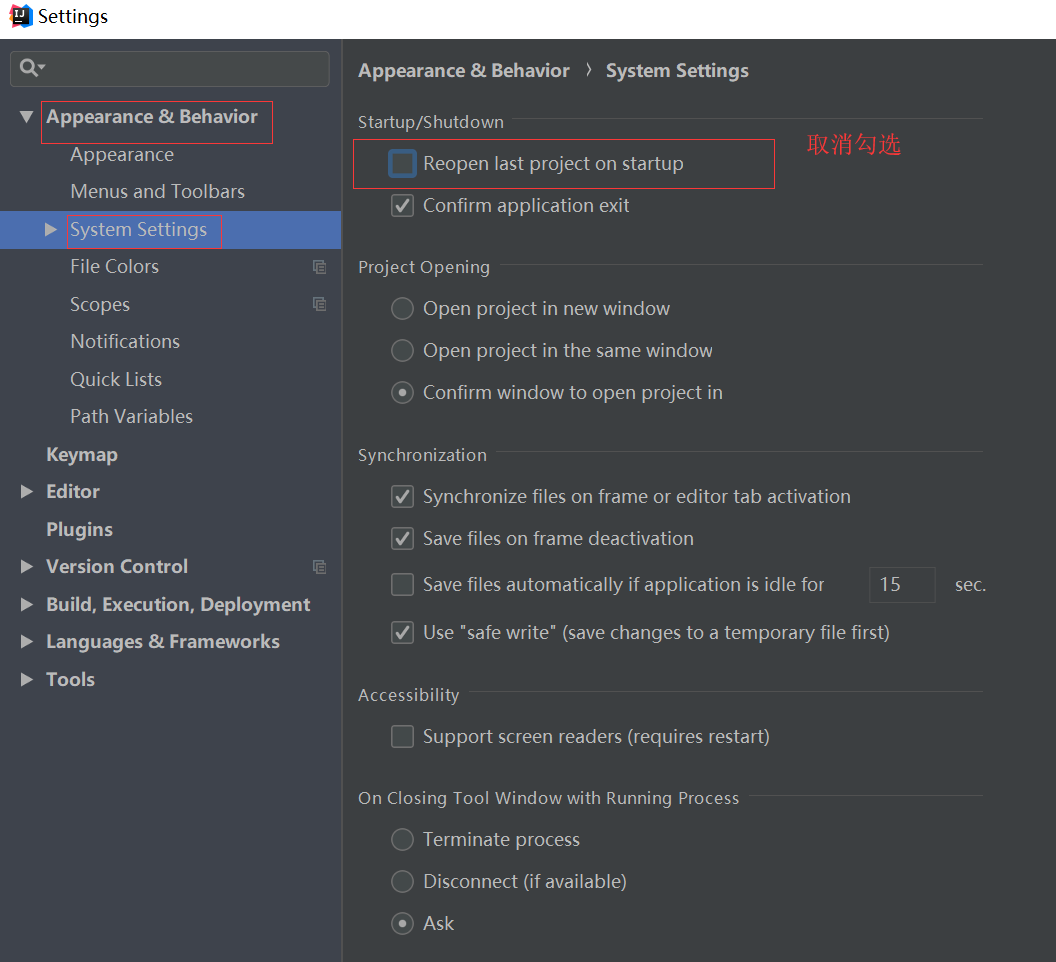 Settings
Appearance & Behavior
Appearance
Menus and Toolbars
System Settings
File Colors
Scopes
Notifications
Quick Lists
Path Variables
Keymap
Editor
Plugins
Version Control
Build, Execution, Deployment
Languages & Frameworks
Tools
Appearance & Behavior › System Settings
Startup/Shutdown
Reopen last project on startup
取消勾选
Confirm application exit
Project Opening
Open project in new window
Open project in the same window
Confirm window to open project in
Synchronization
Synchronize files on frame or editor tab activation
Save files on frame deactivation
Save files automatically if application is idle for 15 sec.
Use "safe write" (save changes to a temporary file first)
Accessibility
Support screen readers (requires restart)
On Closing Tool Window with Running Process
Terminate process
Disconnect (if available)
Ask